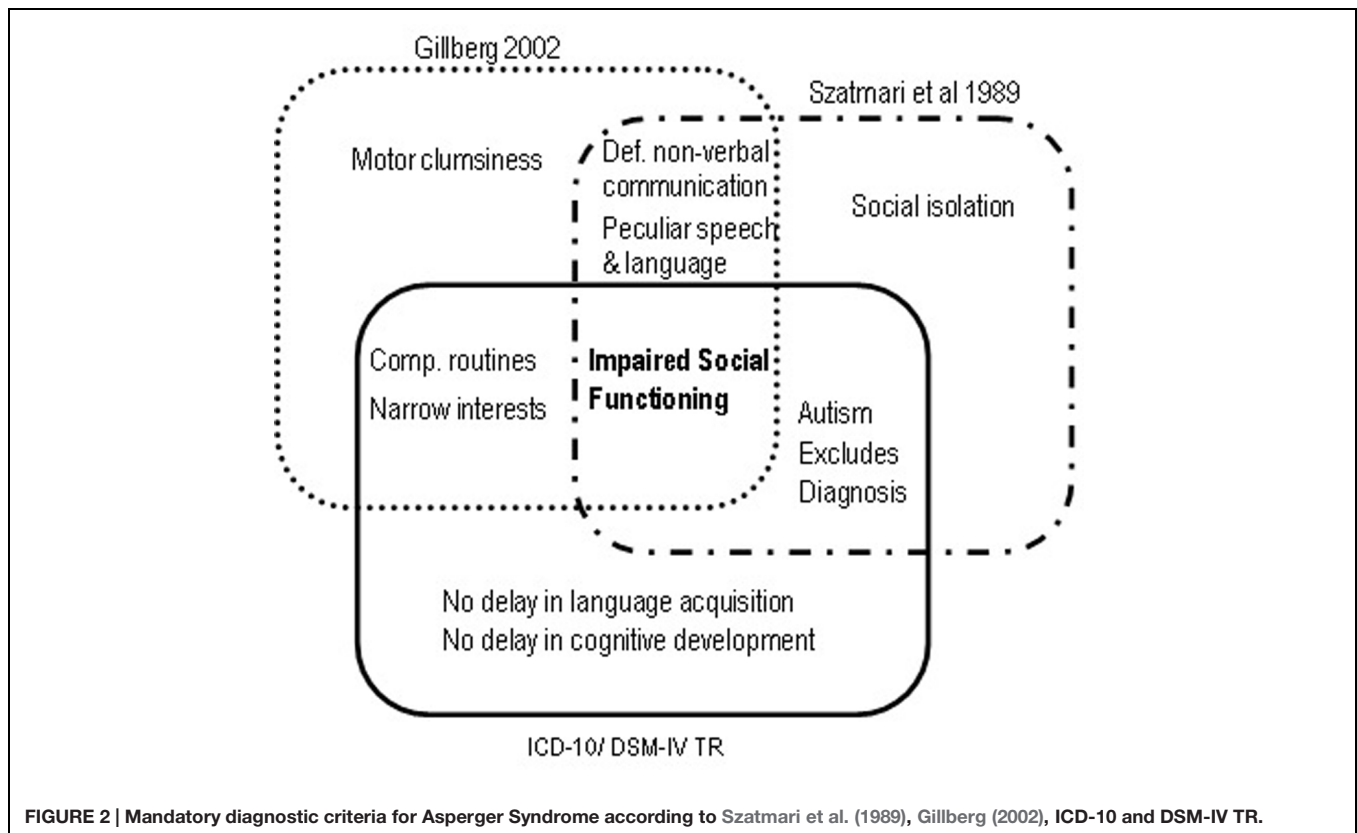 Gillberg 2002
Szatmari et al 1989
Motor clumsiness
Def. non-verbal
communication
Peculiar speech
& language
Social isolation
Comp. routines
Narrow interests
Impaired Social
Functioning
Autism
Excludes
Diagnosis
No delay in language acquisition
No delay in cognitive development
ICD-10/ DSM-IV TR
FIGURE 2 | Mandatory diagnostic criteria for Asperger Syndrome according to Szatmari et al. (1989), Gillberg (2002), ICD-10 and DSM-IV TR.